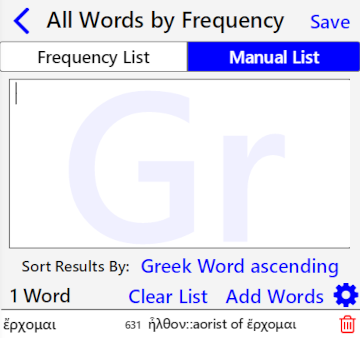 All Words by Frequency Save
Frequency List Manual List
Gr
Sort Results By: Greek Word ascending
1 Word Clear List Add Words
ἔρχομαι 631 ἦλθον::aorist of ἔρχομαι